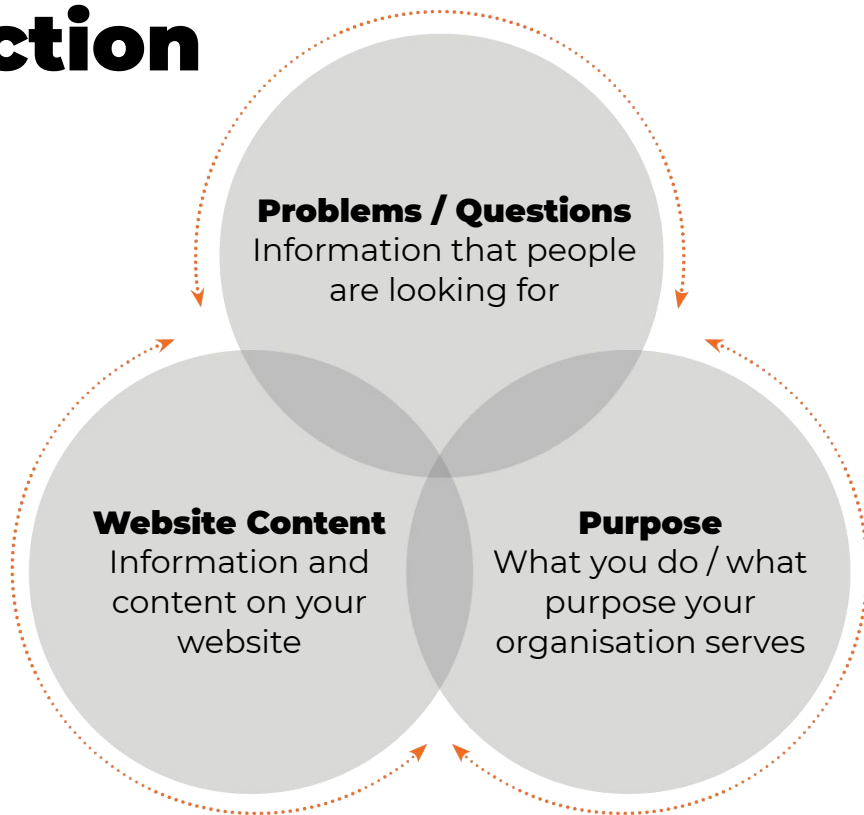 ction
Problems / Questions
Information that people
are looking for
Website Content
Information and
content on your
website
Purpose
What you do / what
purpose your
organisation serves